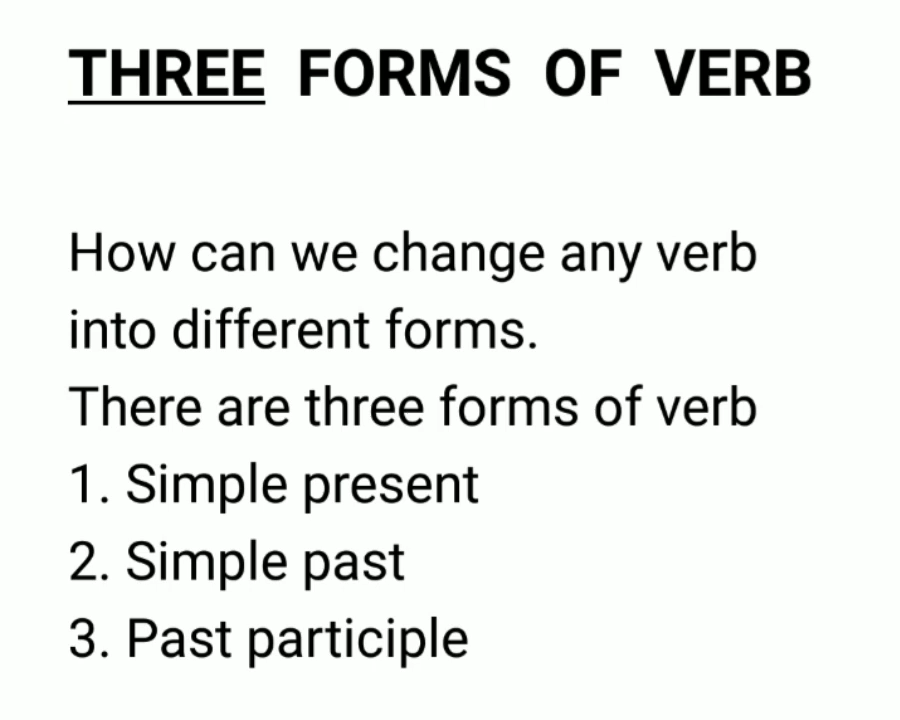 THREE FORMS OF VERB
How can we change any verb
into different forms.
There are three forms of verb
1. Simple present
2. Simple past
3. Past participle